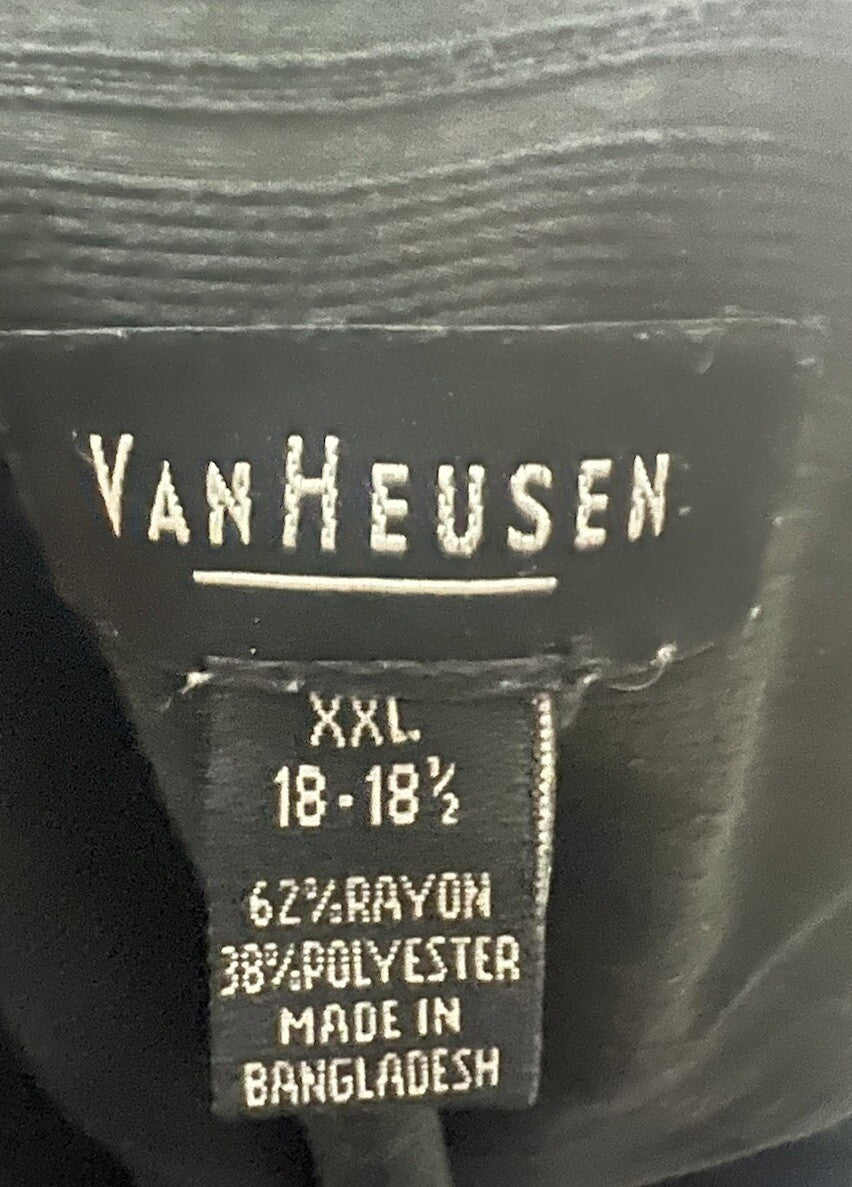 VANHEUSEN
XXL
18-18½
62%RAYON
38%POLYESTER
MADE IN
BANGLADESH